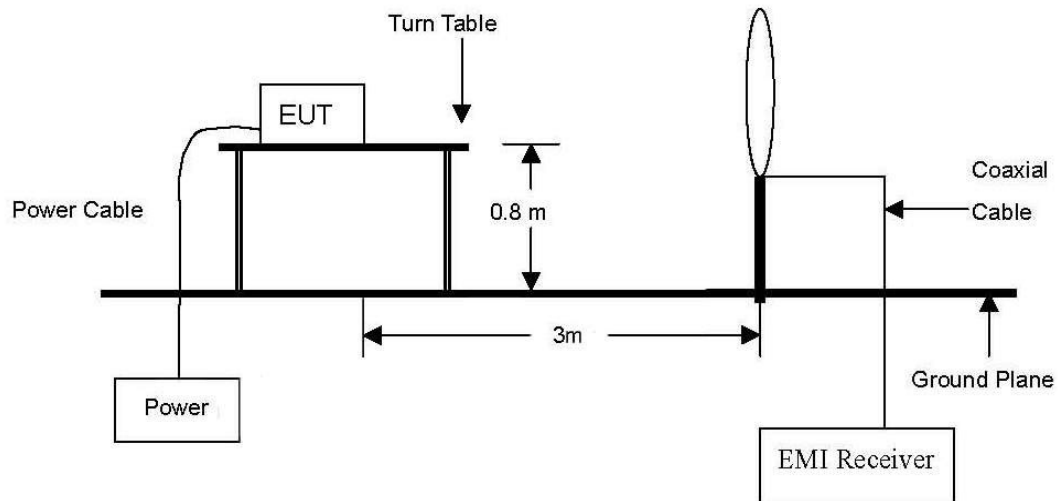 Turn Table
EUT
Power Cable
0.8 m
Coaxial
Cable
3m
Ground Plane
Power
EMI Receiver